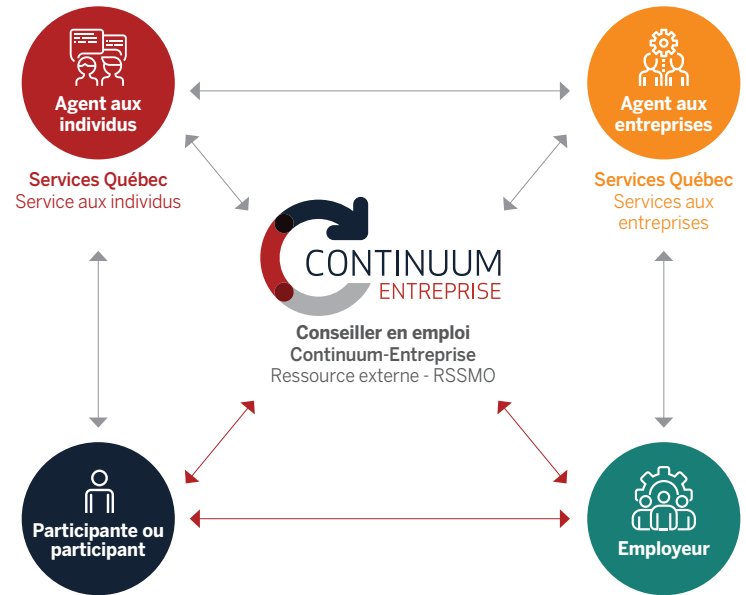 Agent aux
individus
Services Québec
Service aux individus
Agent aux
entreprises
Services Québec
Services aux
entreprises
CONTINUUM
ENTREPRISE
Conseiller en emploi
Continuum-Entreprise
Ressource externe - RSSMO
Participante ou
participant
Employeur